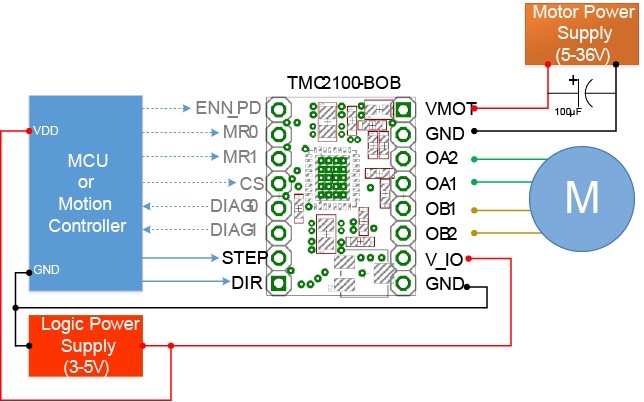 Motor Power
Supply
(5-36V)
TMC2100-BOB
+
100µF
VDD
MCU
or
Motion
Controller
GND
ENN_PD
MR0
MR1
CS
DIAG0
DIAG1
STEP
DIR
VMOT
GND
OA2
OA1
OB1
OB2
V_IO
GND
M
Logic Power
Supply
(3-5V)